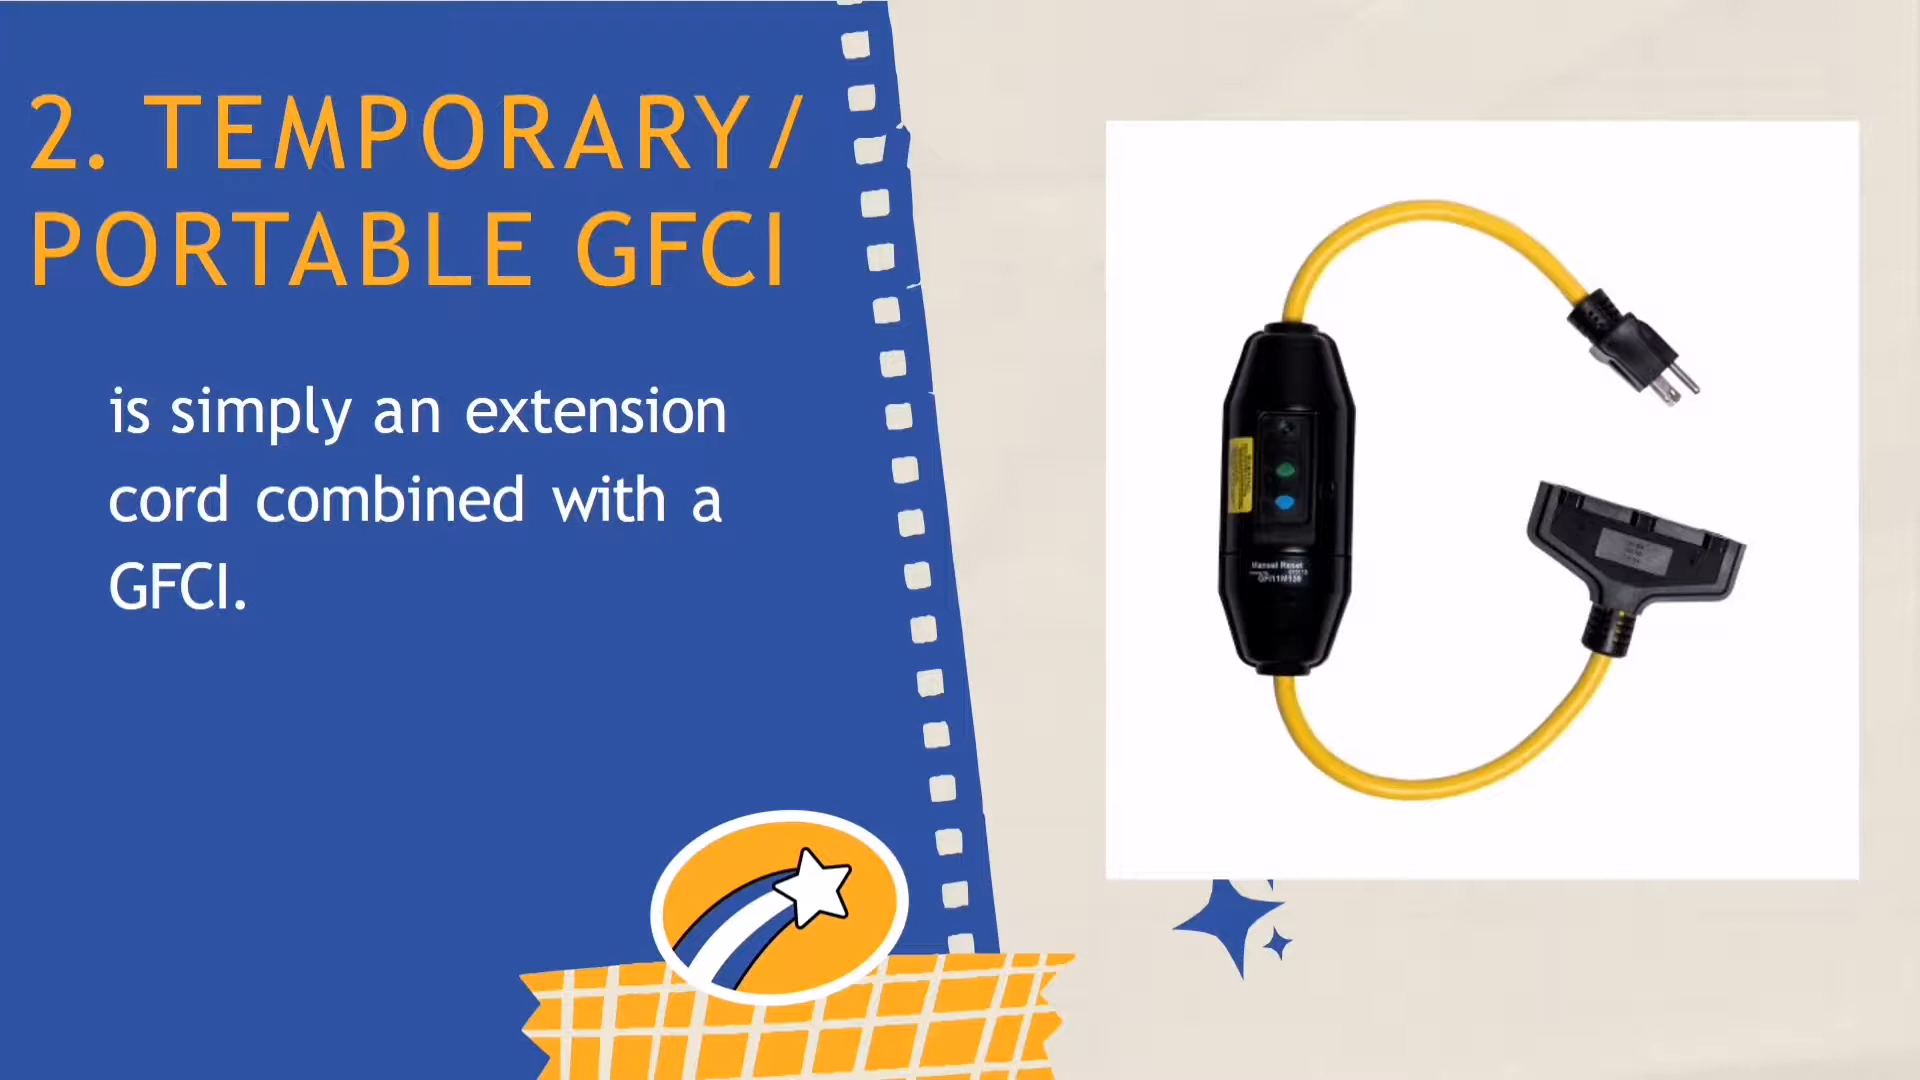 2. TEMPORARY/
PORTABLE GFCI
is simply an extension
cord combined with a
GFCI.
Manual Reset